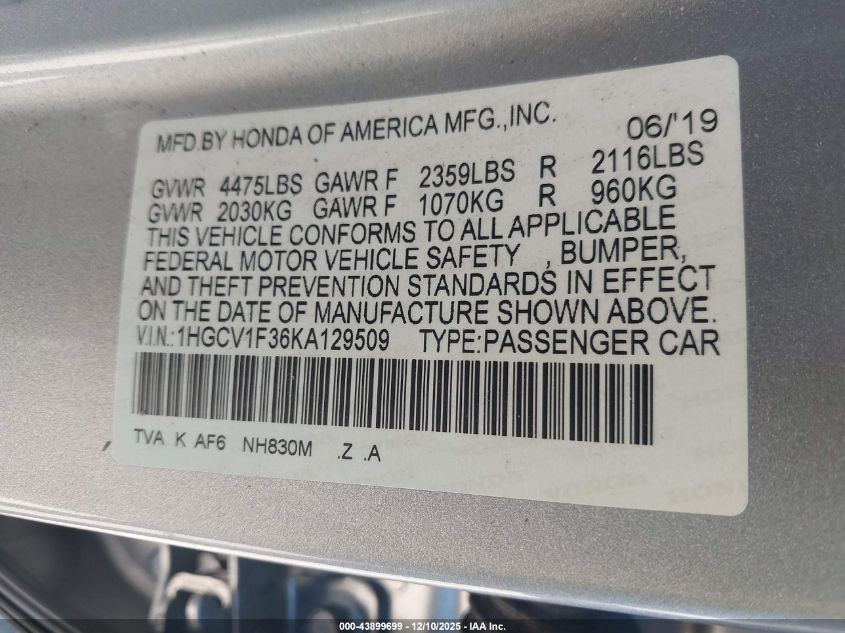 MFD.BY HONDA OF AMERICA MFG.,INC. 06/'19
GVWR 4475LBS GAWR F 2359LBS R 2116LBS
GVWR 2030KG GAWR F 1070KG R 960KG
THIS VEHICLE CONFORMS TO ALL APPLICABLE
FEDERAL MOTOR VEHICLE SAFETY , BUMPER,
AND THEFT PREVENTION STANDARDS IN EFFECT
ON THE DATE OF MANUFACTURE SHOWN ABOVE.
V.I.N.:1HGCV1F36KA129509 TYPE:PASSENGER CAR
TVA K AF6 NH830M .Z .A
000-43899699 - 12/10/2025 - IAA Inc.